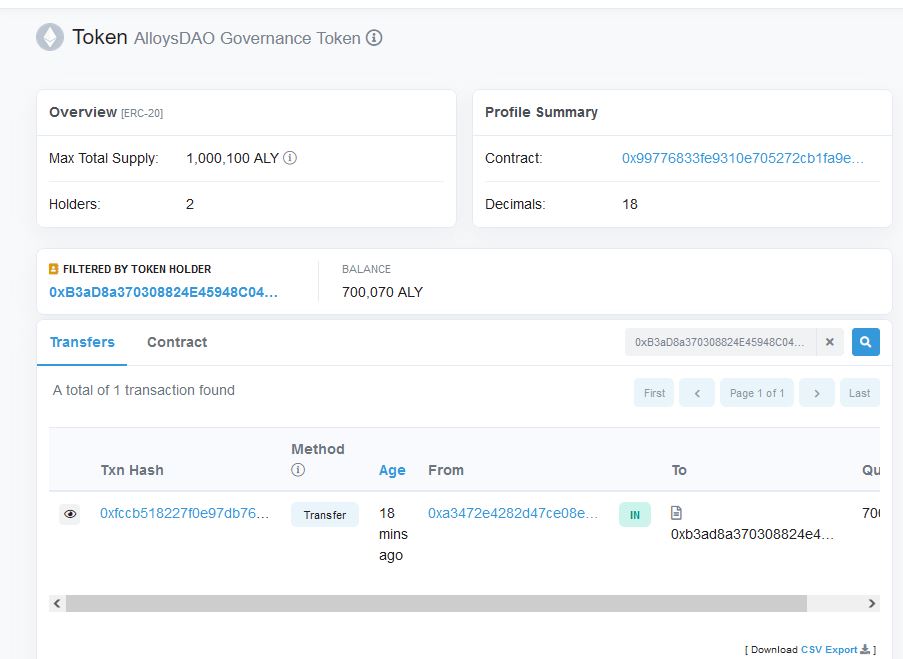 Token AlloysDAO Governance Token
Overview [ERC-20]
Max Total Supply: 1,000,100 ALY
Holders: 2
Profile Summary
Contract: 0x99776833fe9310e705272cb1fa9e...
Decimals: 18
FILTERED BY TOKEN HOLDER
0xB3aD8a370308824E45948C04...
BALANCE
700,070 ALY
Transfers Contract
0xB3aD8a370308824E45948C04...
A total of 1 transaction found
First Page 1 of 1 Last
Txn Hash Method Age From To Qu
0xfccb518227f0e97db76... Transfer 18 mins ago 0xa3472e4282d47ce08e... IN 0xb3ad8a370308824e4... 700
[ Download CSV Export ]